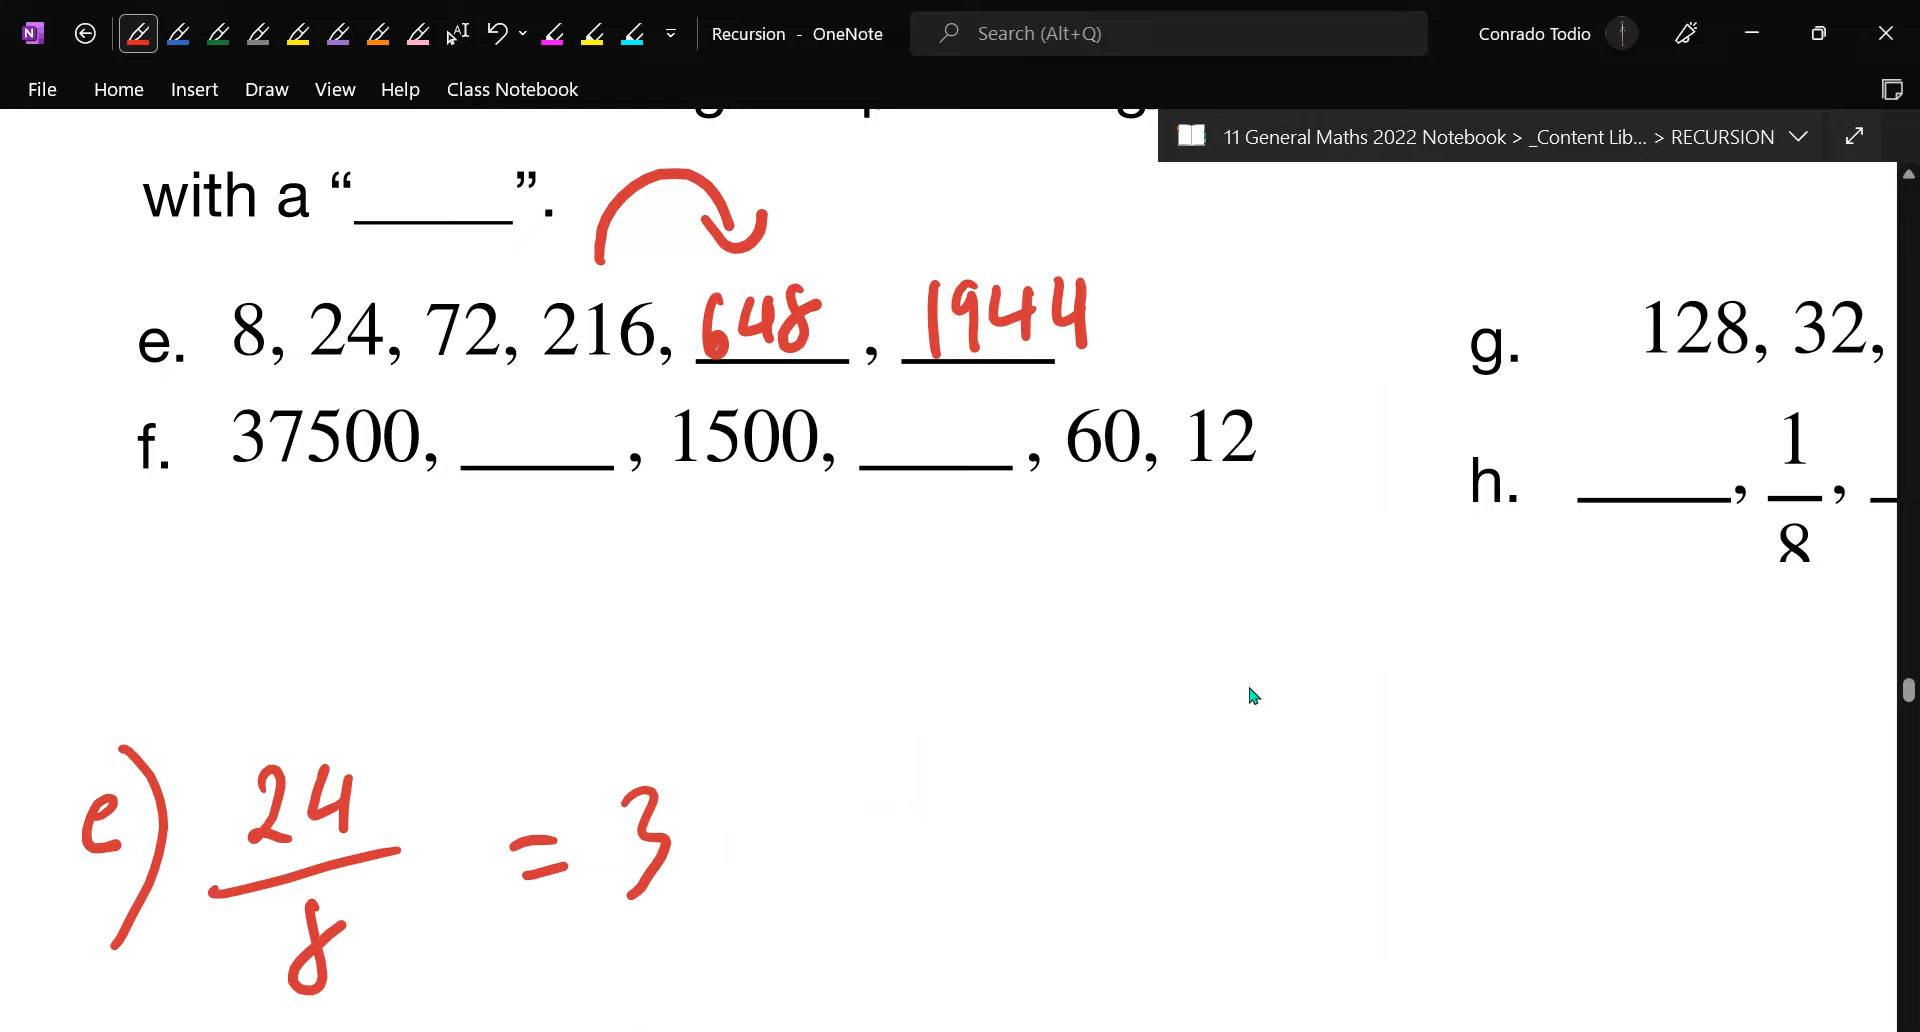 Recursion - OneNote
Search (Alt+Q)
Conrado Todio
File Home Insert Draw View Help Class Notebook
11 General Maths 2022 Notebook > _Content Lib... > RECURSION
with a “_____”.
e. 8, 24, 72, 216, 648, 1944
f. 37500, _____, 1500, _____, 60, 12
g. 128, 32,
h. _____, 1/8, _
e) 24/8 = 3